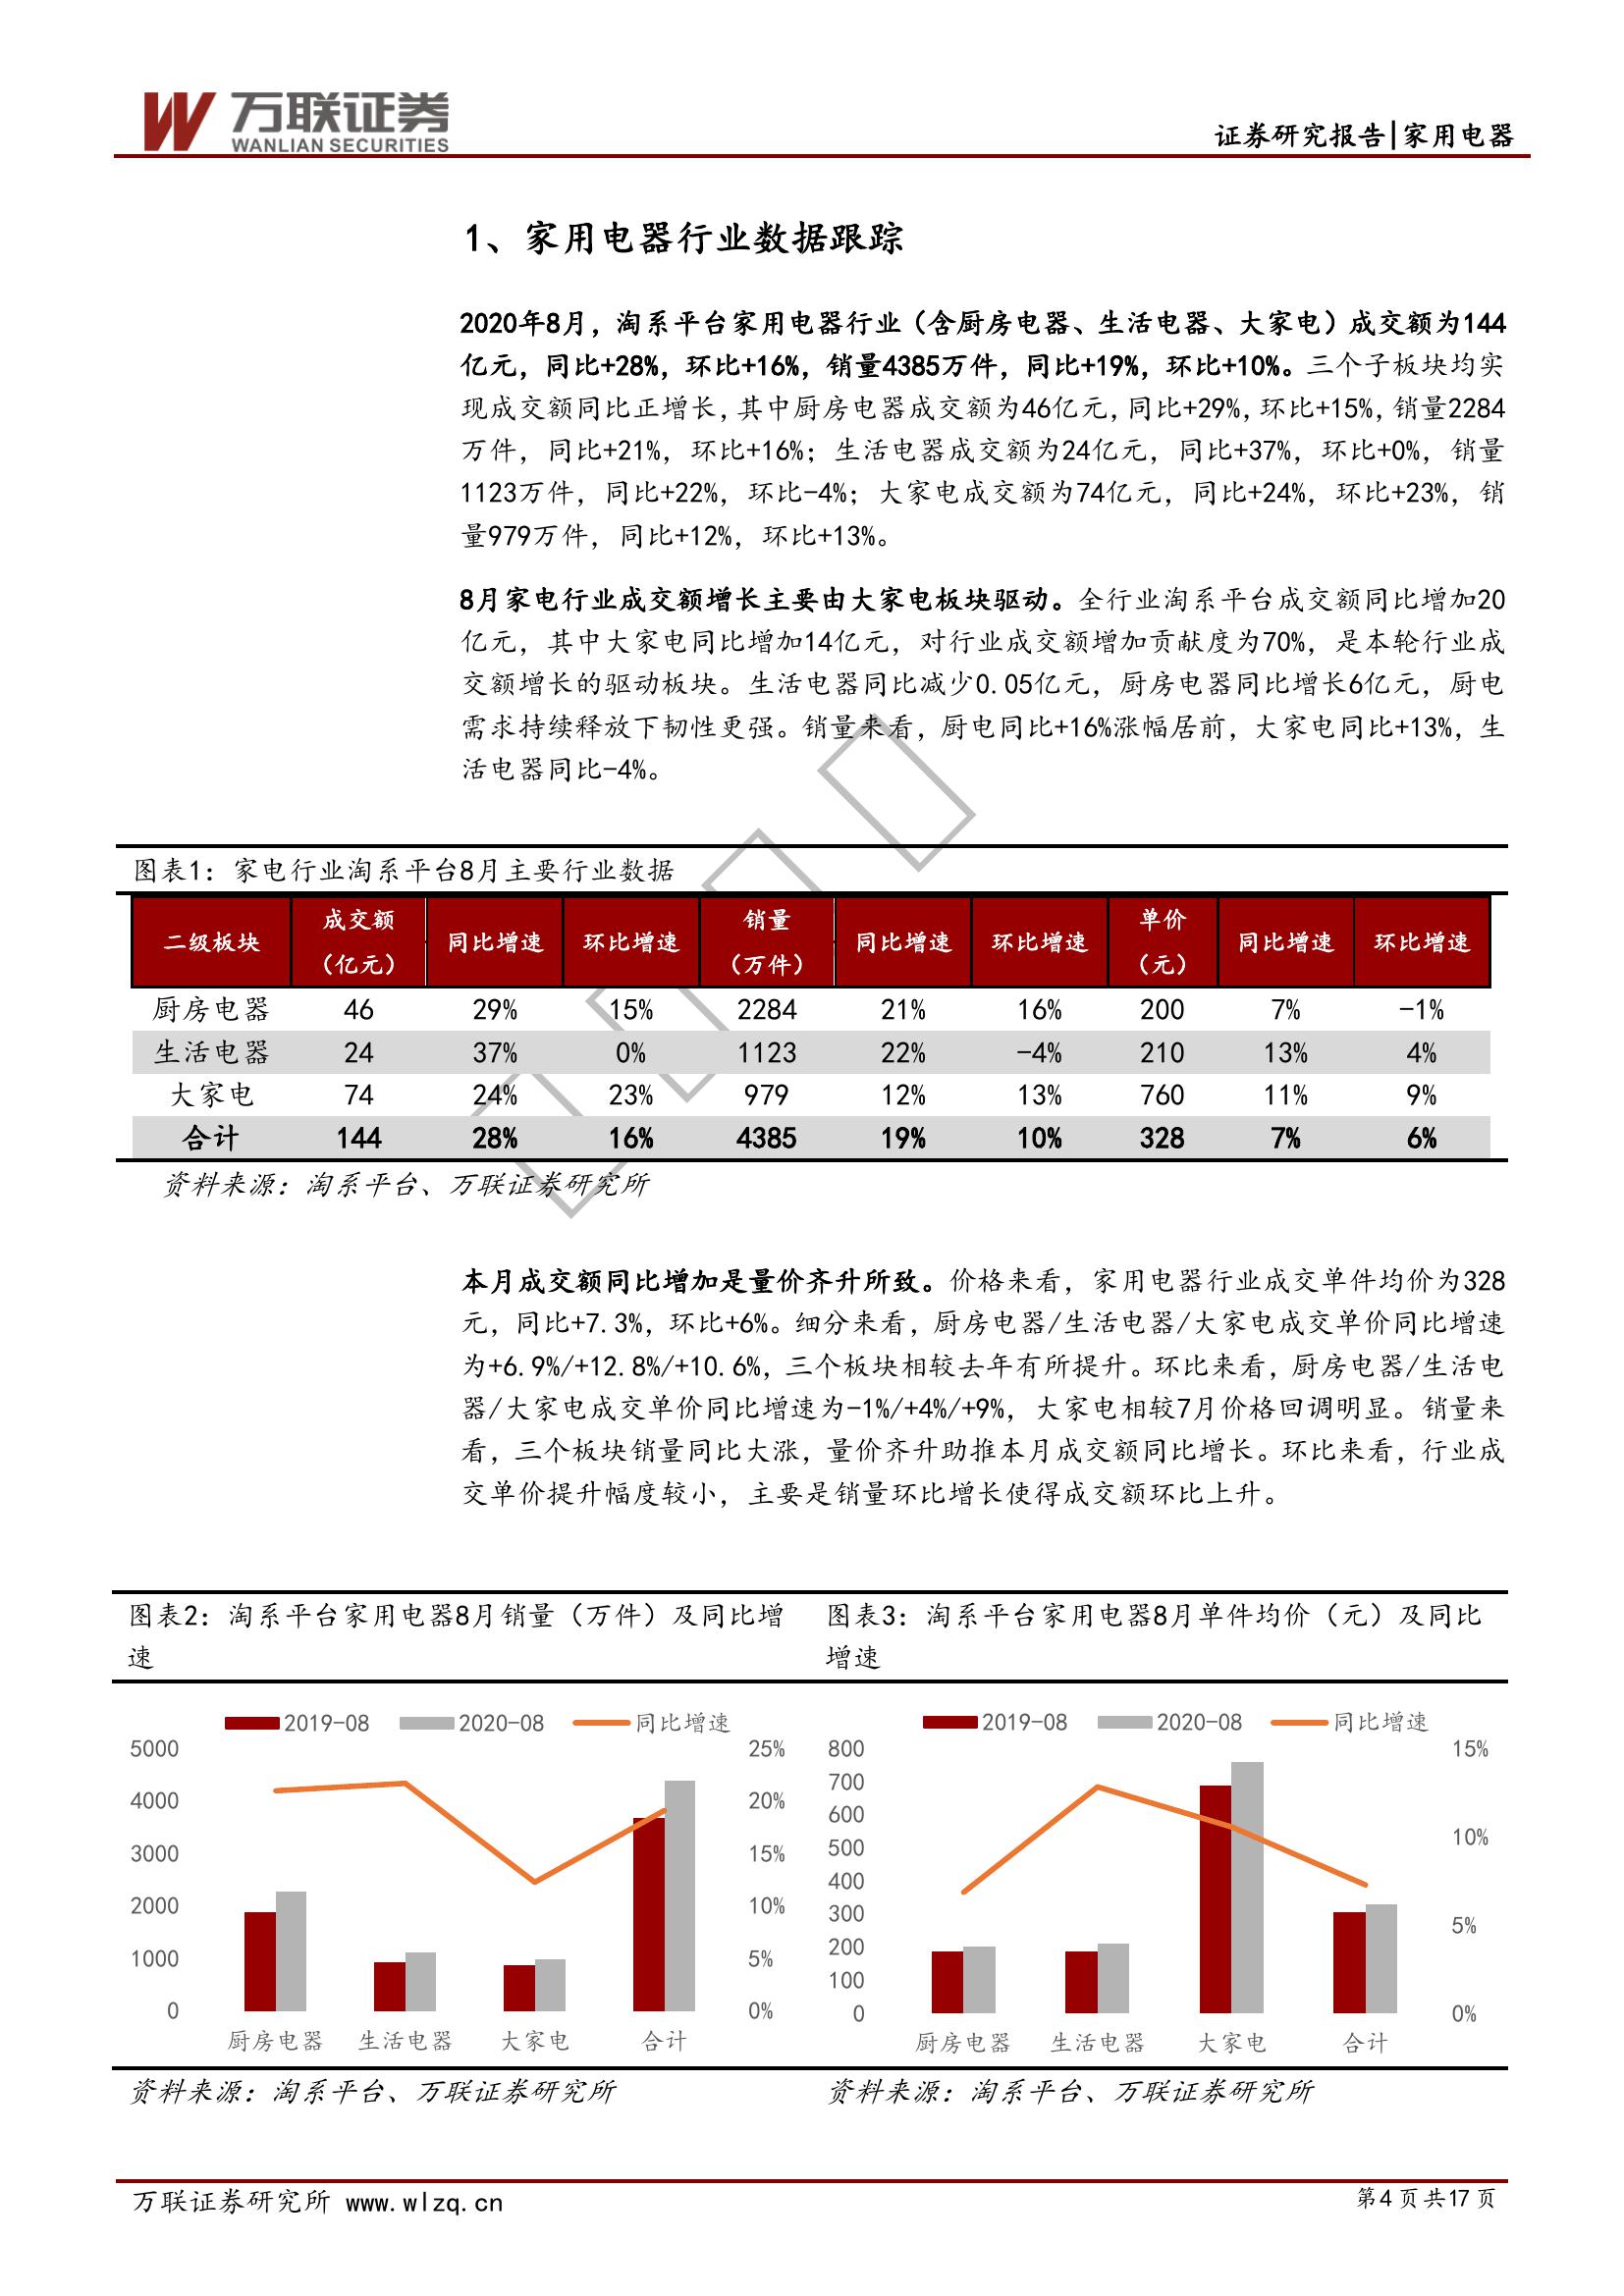 万联证券
WANLIAN SECURITIES
证券研究报告|家用电器
1、家用电器行业数据跟踪
2020年8月，淘系平台家用电器行业（含厨房电器、生活电器、大家电）成交额为144
亿元，同比+28%，环比+16%，销量4385万件，同比+19%，环比+10%。三个子板块均实
现成交额同比正增长，其中厨房电器成交额为46亿元，同比+29%，环比+15%，销量2284
万件，同比+21%，环比+16%；生活电器成交额为24亿元，同比+37%，环比+0%，销量
1123万件，同比+22%，环比-4%；大家电成交额为74亿元，同比+24%，环比+23%，销
量979万件，同比+12%，环比+13%。
8月家电行业成交额增长主要由大家电板块驱动。全行业淘系平台成交额同比增加20
亿元，其中大家电同比增加14亿元，对行业成交额增加贡献度为70%，是本轮行业成
交额增长的驱动板块。生活电器同比减少0.05亿元，厨房电器同比增长6亿元，厨电
需求持续释放下韧性更强。销量来看，厨电同比+16%涨幅居前，大家电同比+13%，生
活电器同比-4%。
图表1：家电行业淘系平台8月主要行业数据
二级板块 成交额（亿元） 同比增速 环比增速 销量（万件） 同比增速 环比增速 单价（元） 同比增速 环比增速
厨房电器 46 29% 15% 2284 21% 16% 200 7% -1%
生活电器 24 37% 0% 1123 22% -4% 210 13% 4%
大家电 74 24% 23% 979 12% 13% 760 11% 9%
合计 144 28% 16% 4385 19% 10% 328 7% 6%
资料来源：淘系平台、万联证券研究所
本月成交额同比增加是量价齐升所致。价格来看，家用电器行业成交单件均价为328
元，同比+7.3%，环比+6%。细分来看，厨房电器/生活电器/大家电成交单价同比增速
为+6.9%/+12.8%/+10.6%，三个板块相较去年有所提升。环比来看，厨房电器/生活电
器/大家电成交单价同比增速为-1%/+4%/+9%，大家电相较7月价格回调明显。销量来
看，三个板块销量同比大涨，量价齐升助推本月成交额同比增长。环比来看，行业成
交单价提升幅度较小，主要是销量环比增长使得成交额环比上升。
图表2：淘系平台家用电器8月销量（万件）及同比增
速
2019-08 2020-08 同比增速
5000 25%
4000 20%
3000 15%
2000 10%
1000 5%
0 0%
厨房电器 生活电器 大家电 合计
资料来源：淘系平台、万联证券研究所
图表3：淘系平台家用电器8月单件均价（元）及同比
增速
2019-08 2020-08 同比增速
800 15%
700
600
500 10%
400
300
200 5%
100
0 0%
厨房电器 生活电器 大家电 合计
资料来源：淘系平台、万联证券研究所
万联证券研究所 www.wlzq.cn
第4页共17页